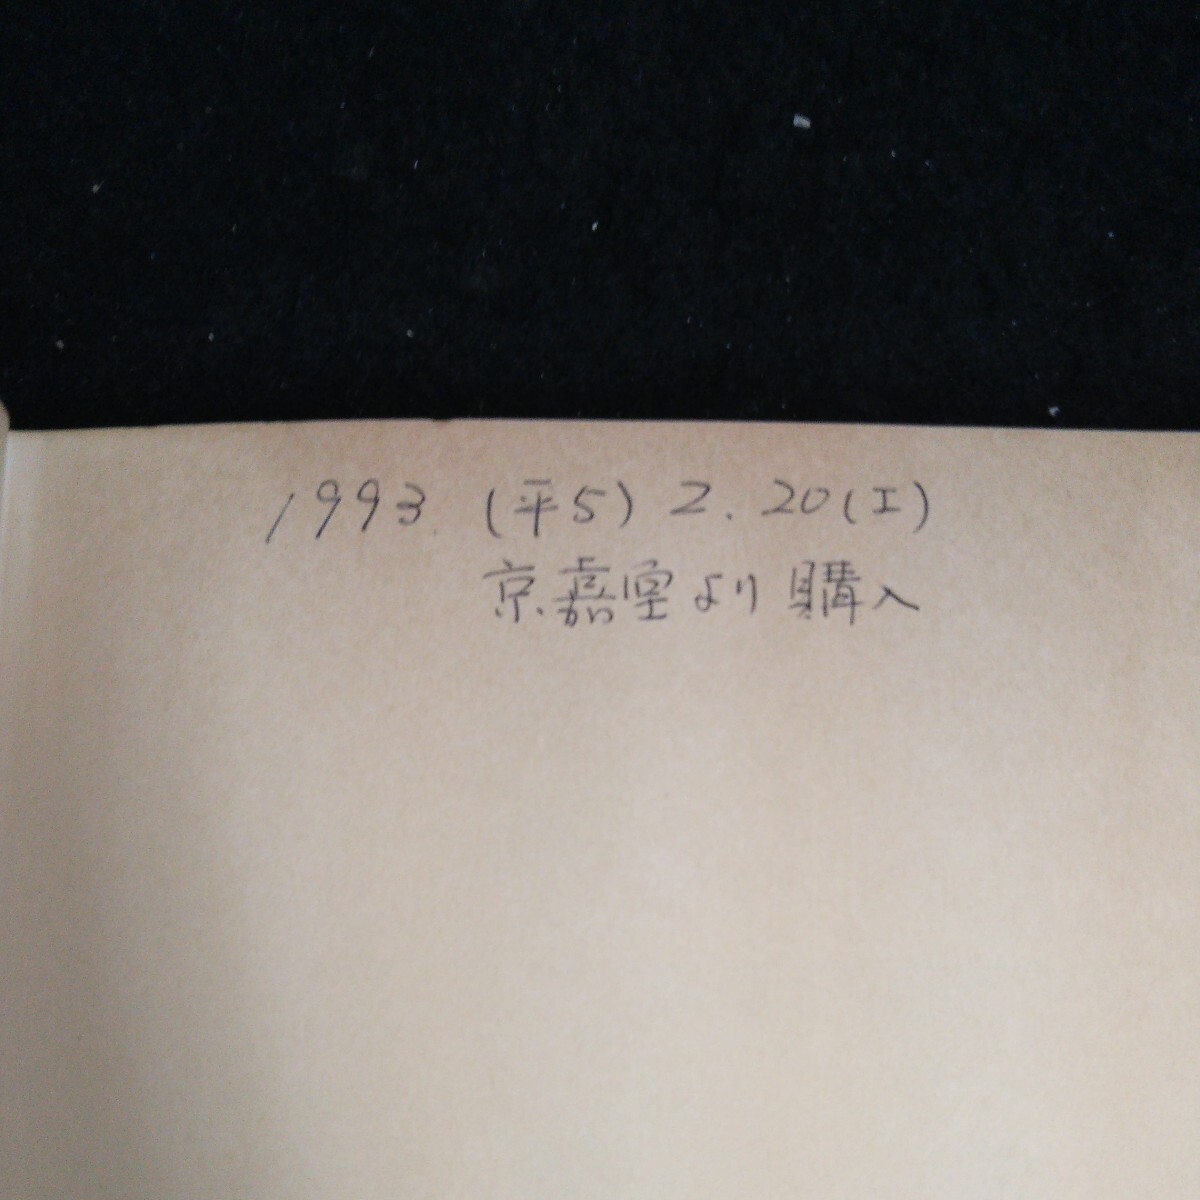 1993. (平5) 2. 20(土)
京嘉堂より購入